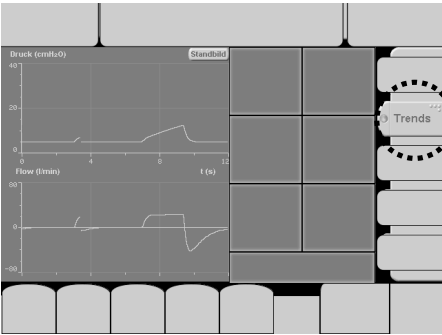 Druck (cmH₂O) Standbild
40
20
0
0 4 8 12
Flow (l/min) t (s)
80
0
-80
Trends